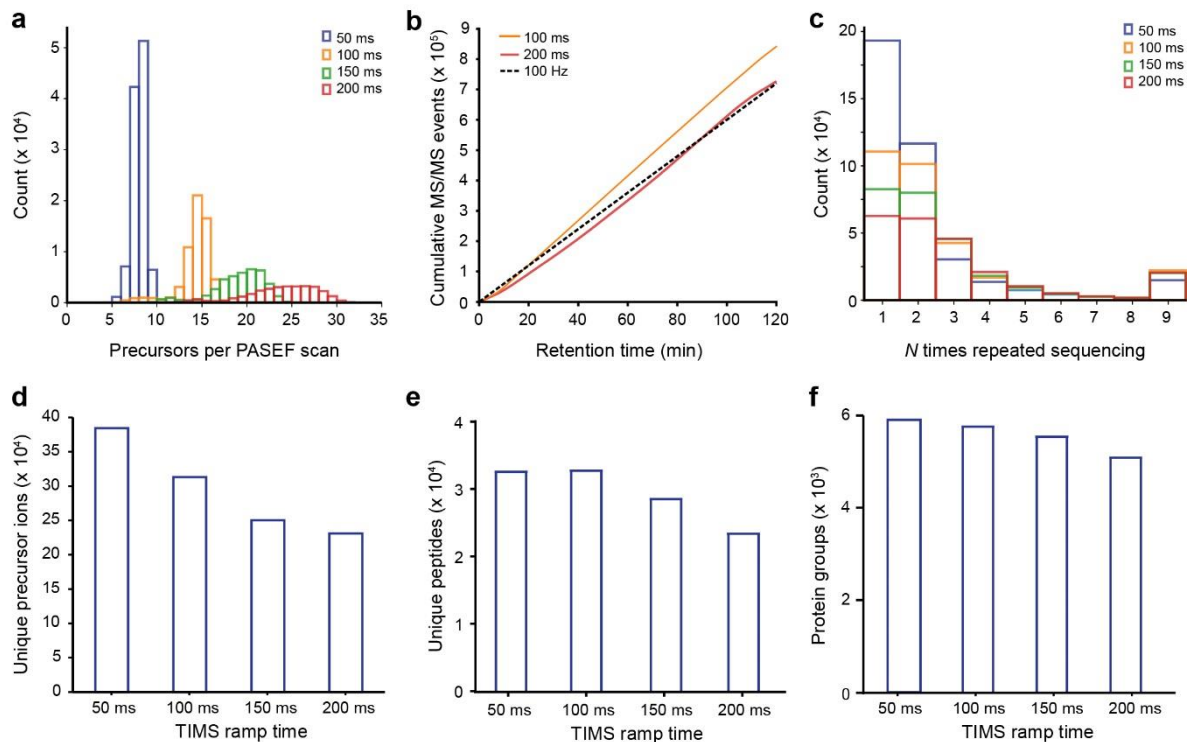 a
Count (x 10⁴)
5
4
3
2
1
0
0 5 10 15 20 25 30 35
Precursors per PASEF scan
50 ms
100 ms
150 ms
200 ms
b
Cumulative MS/MS events (x 10⁵)
9
8
7
6
5
4
3
2
1
0
0 20 40 60 80 100 120
Retention time (min)
100 ms
200 ms
100 Hz
c
Count (x 10⁴)
20
15
10
5
0
1 2 3 4 5 6 7 8 9
N times repeated sequencing
50 ms
100 ms
150 ms
200 ms
d
Unique precursor ions (x 10⁴)
40
35
30
25
20
25
10
5
0
50 ms 100 ms 150 ms 200 ms
TIMS ramp time
e
Unique peptides (x 10⁴)
4
3
2
1
0
50 ms 100 ms 150 ms 200 ms
TIMS ramp time
f
Protein groups (x 10³)
6
4
2
0
50 ms 100 ms 150 ms 200 ms
TIMS ramp time